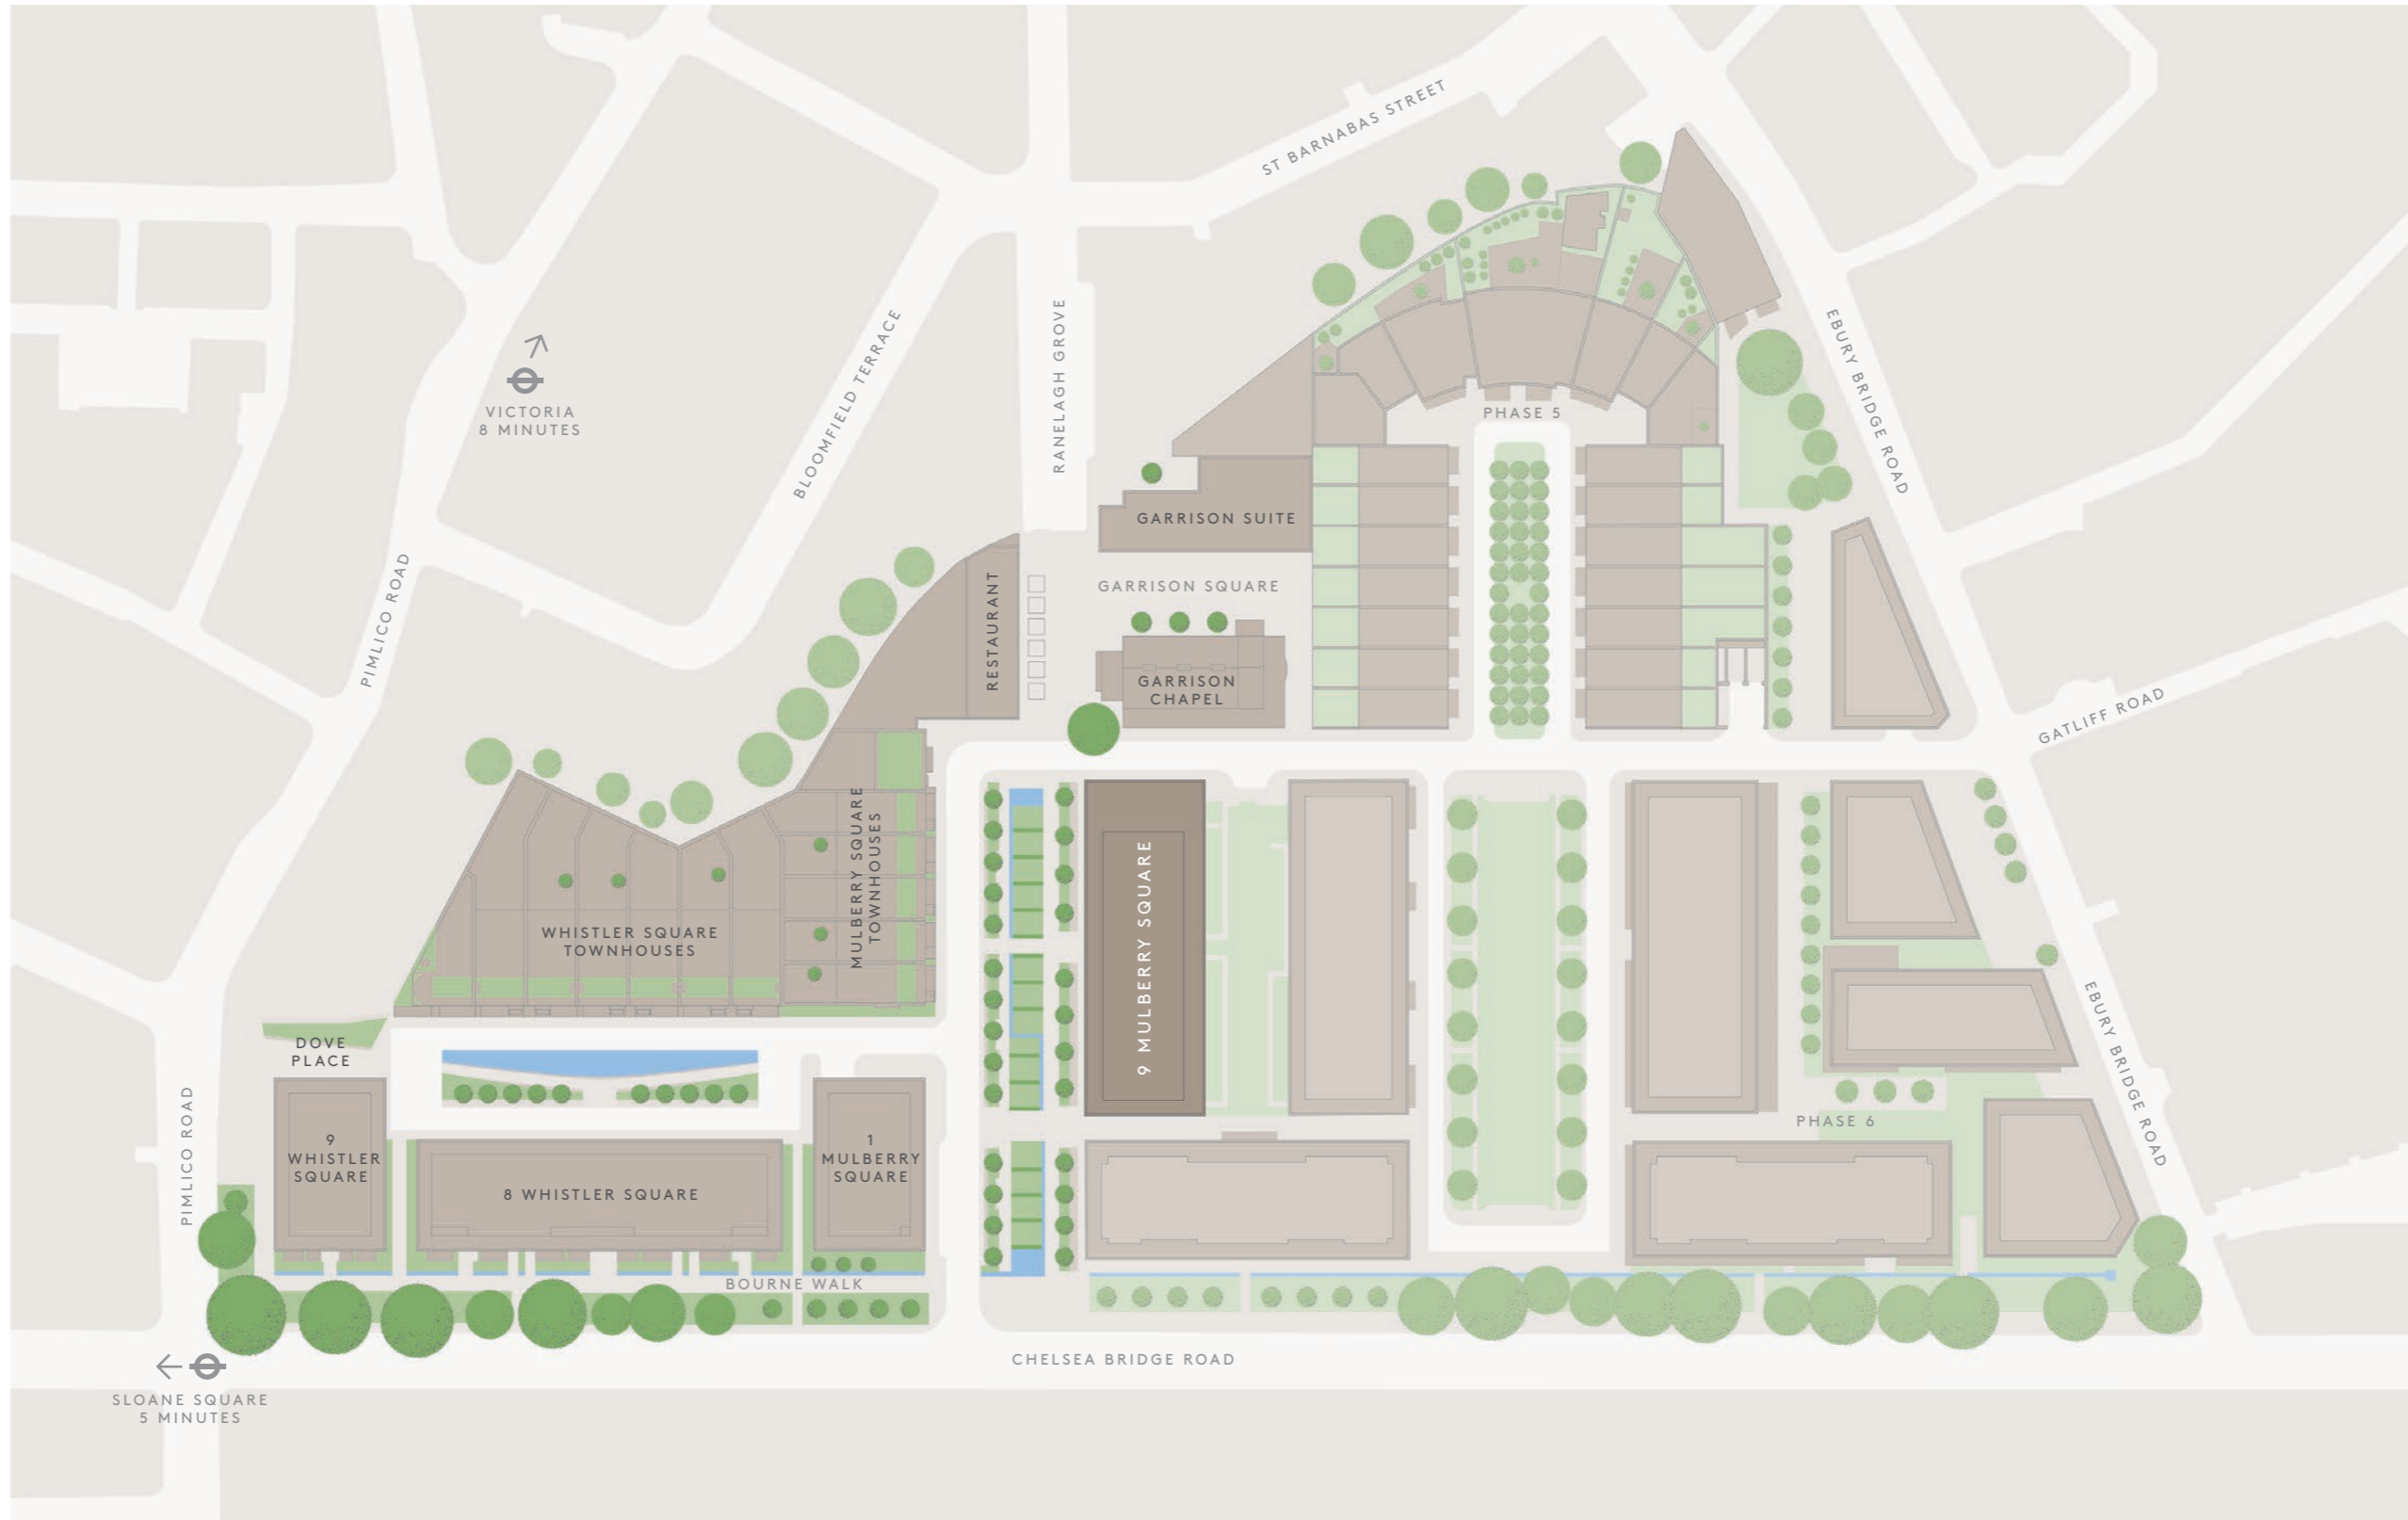 ST BARNABAS STREET
EBURY BRIDGE ROAD
RANELAGH GROVE
BLOOMFIELD TERRACE
VICTORIA
8 MINUTES
PHASE 5
PIMLICO ROAD
GARRISON SUITE
GARRISON SQUARE
RESTAURANT
GARRISON
CHAPEL
GATLIFF ROAD
MULBERRY SQUARE
TOWNHOUSES
WHISTLER SQUARE
TOWNHOUSES
9 MULBERRY SQUARE
DOVE
PLACE
EBURY BRIDGE ROAD
PHASE 6
PIMLICO ROAD
9
WHISTLER
SQUARE
8 WHISTLER SQUARE
1
MULBERRY
SQUARE
BOURNE WALK
CHELSEA BRIDGE ROAD
SLOANE SQUARE
5 MINUTES